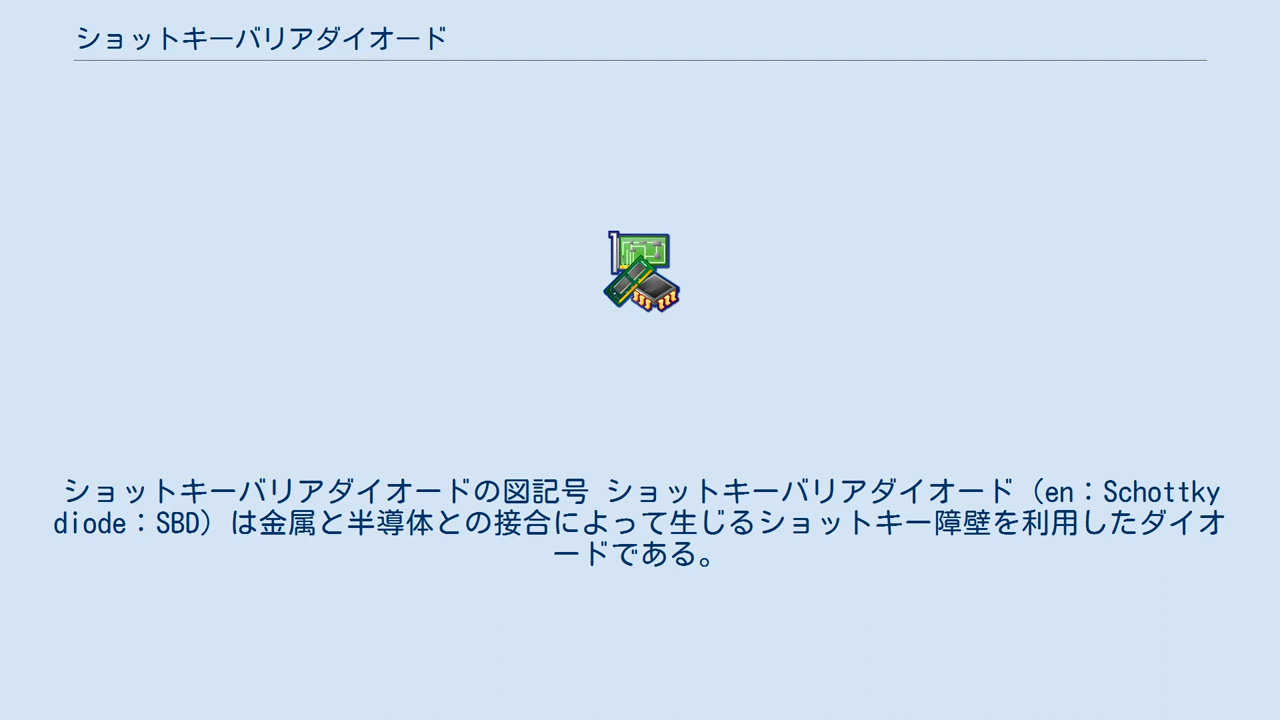 ショットキーバリアダイオード
ショットキーバリアダイオードの図記号 ショットキーバリアダイオード（en：Schottky
diode：SBD）は金属と半導体との接合によって生じるショットキー障壁を利用したダイオ
ードである。